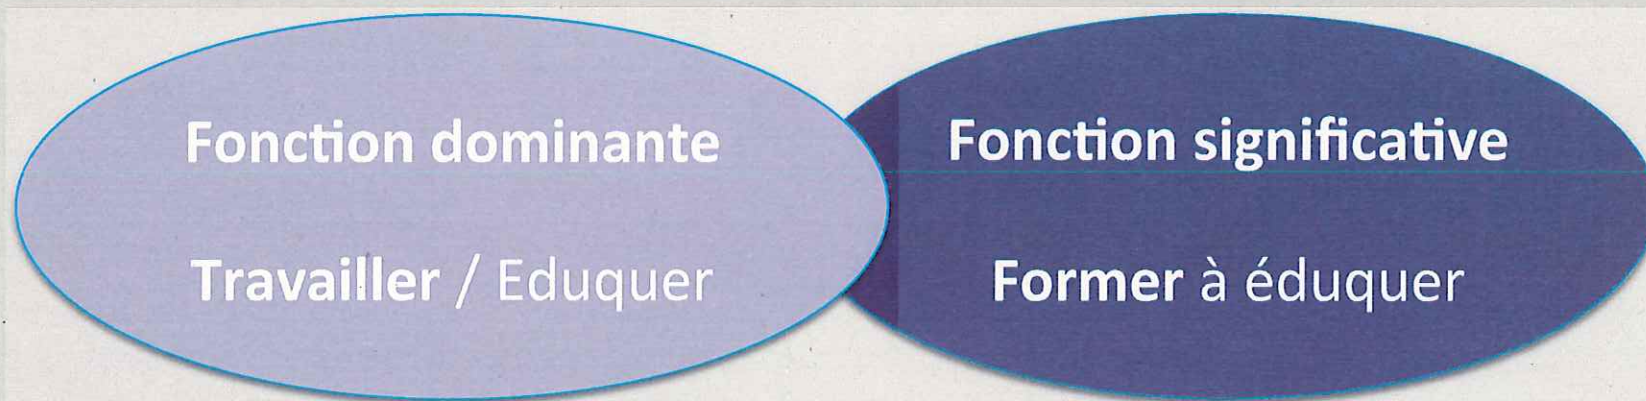 Fonction dominante
Travailler / Eduquer
Fonction significative
Former à éduquer